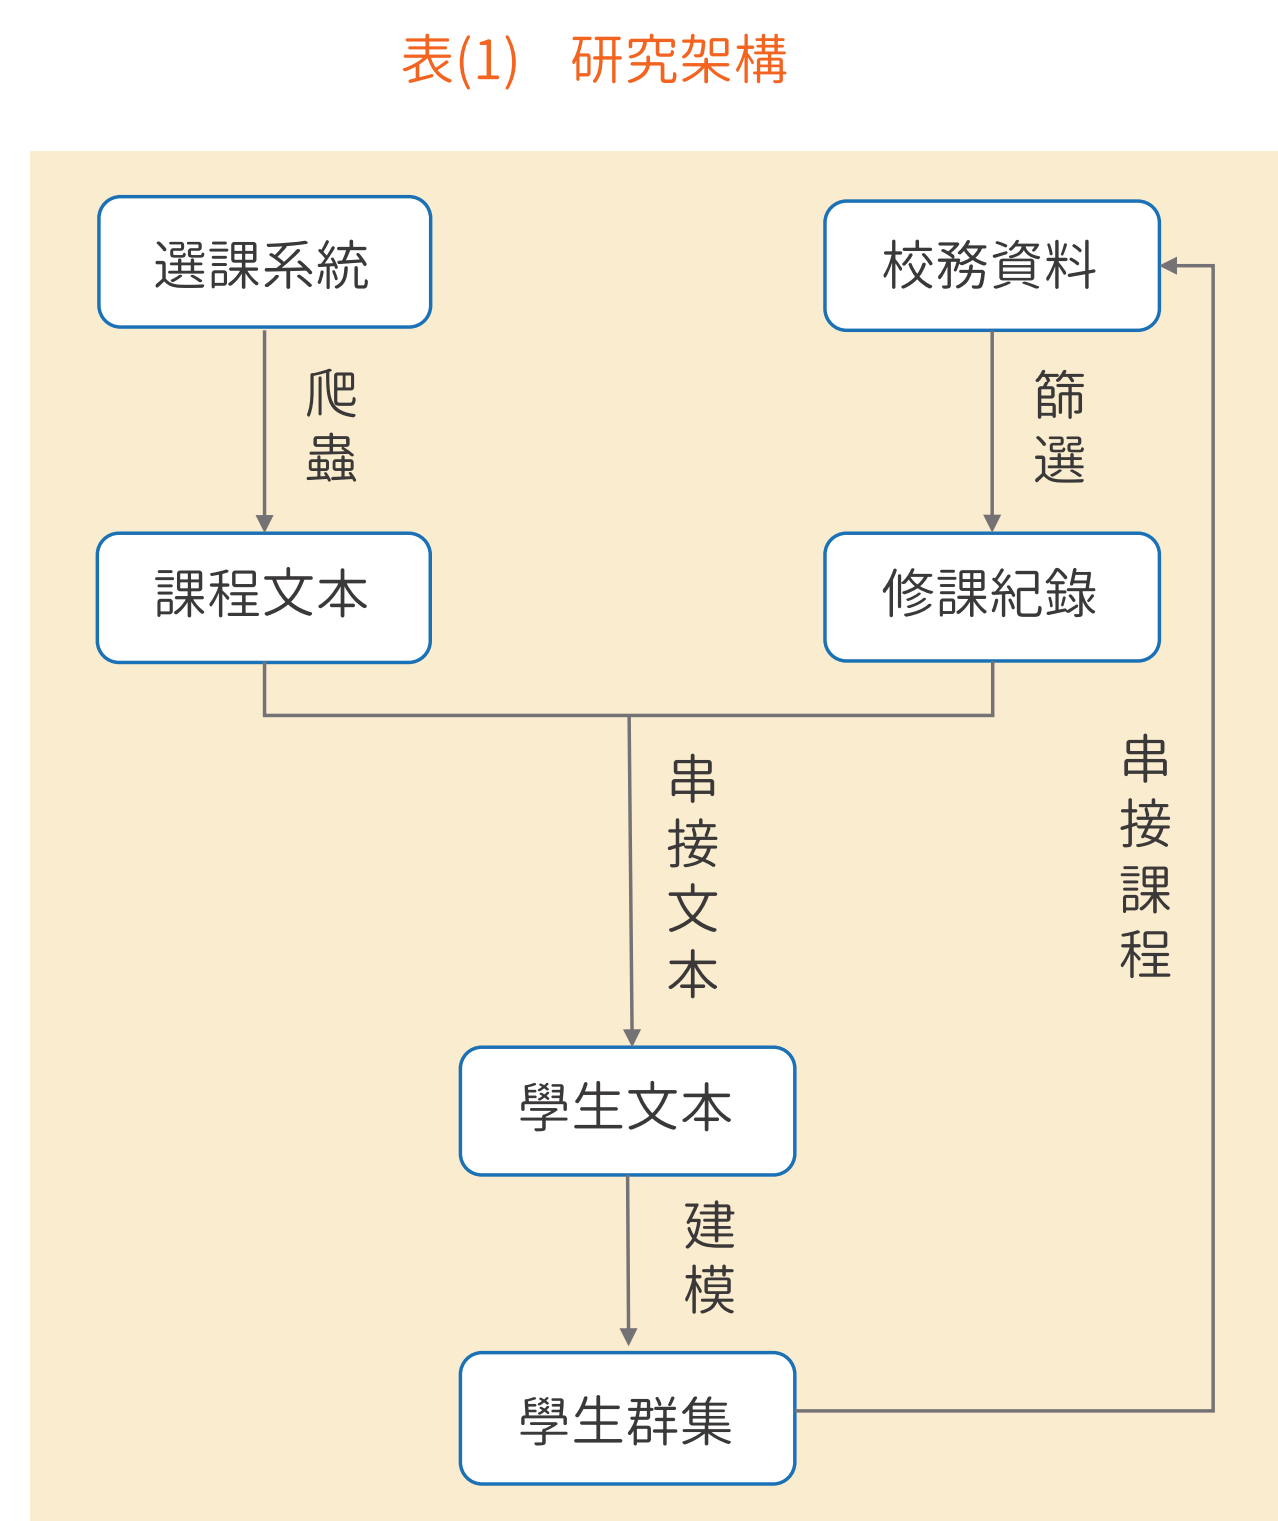 表(1)　研究架構
選課系統
校務資料
爬蟲
篩選
課程文本
修課紀錄
串接文本
串接課程
學生文本
建模
學生群集